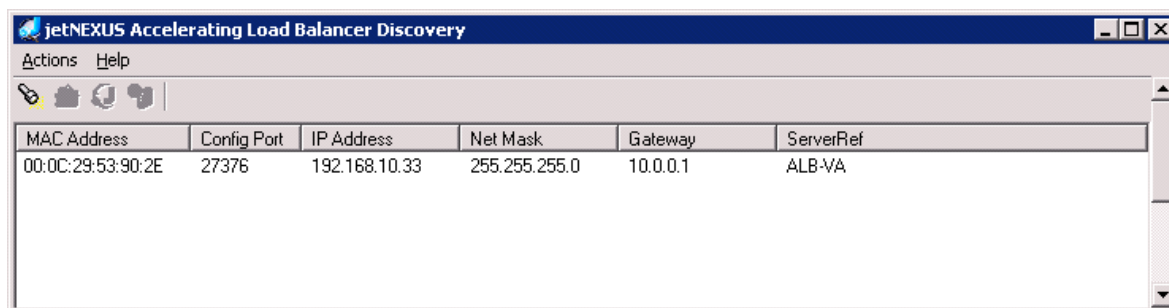 jetNEXUS Accelerating Load Balancer Discovery
Actions Help
MAC Address Config Port IP Address Net Mask Gateway ServerRef
00:0C:29:53:90:2E 27376 192.168.10.33 255.255.255.0 10.0.0.1 ALB-VA